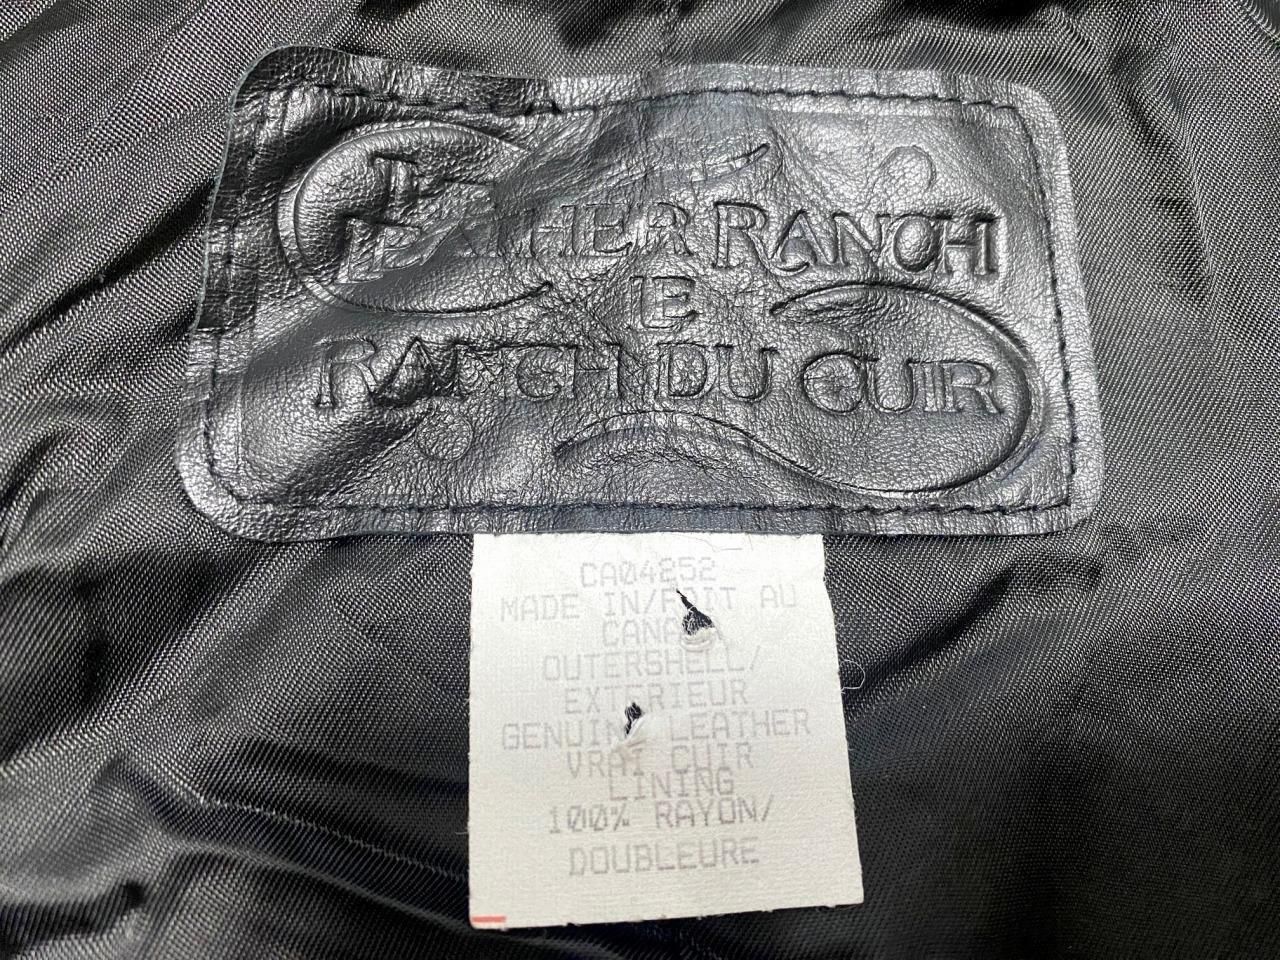 LEATHER RANCH
LE
RANCH DU CUIR
CA04852
MADE IN/FAIT AU
CANADA
OUTERSHELL/
EXTERIEUR
GENUINE LEATHER
VRAI CUIR
LINING
100% RAYON/
DOUBLEURE